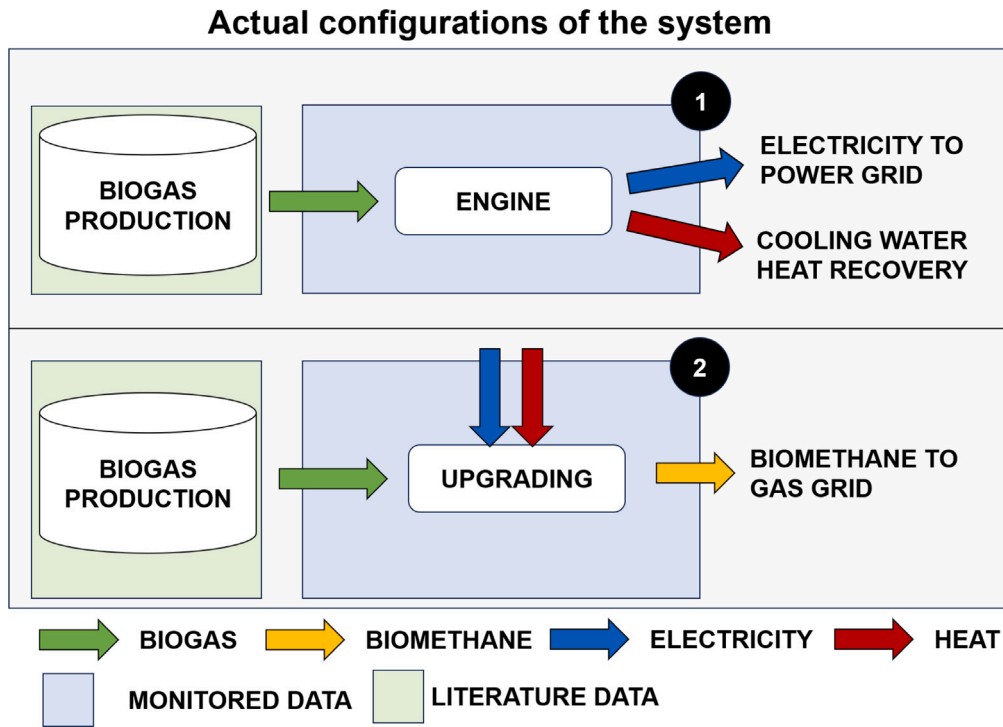 Actual configurations of the system
1
BIOGAS
PRODUCTION
ENGINE
ELECTRICITY TO
POWER GRID
COOLING WATER
HEAT RECOVERY
2
BIOGAS
PRODUCTION
UPGRADING
BIOMETHANE TO
GAS GRID
BIOGAS
BIOMETHANE
ELECTRICITY
HEAT
MONITORED DATA
LITERATURE DATA